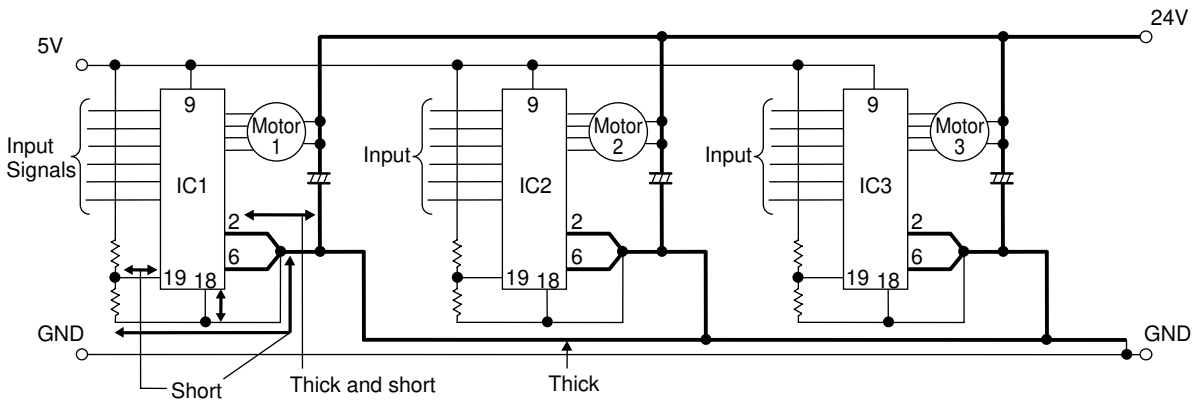 24V
5V
9
9
9
Motor
1
Motor
2
Motor
3
Input
Signals
Input
Input
IC1
IC2
IC3
2
2
2
6
6
6
19 18
19 18
19 18
GND
GND
Short
Thick and short
Thick